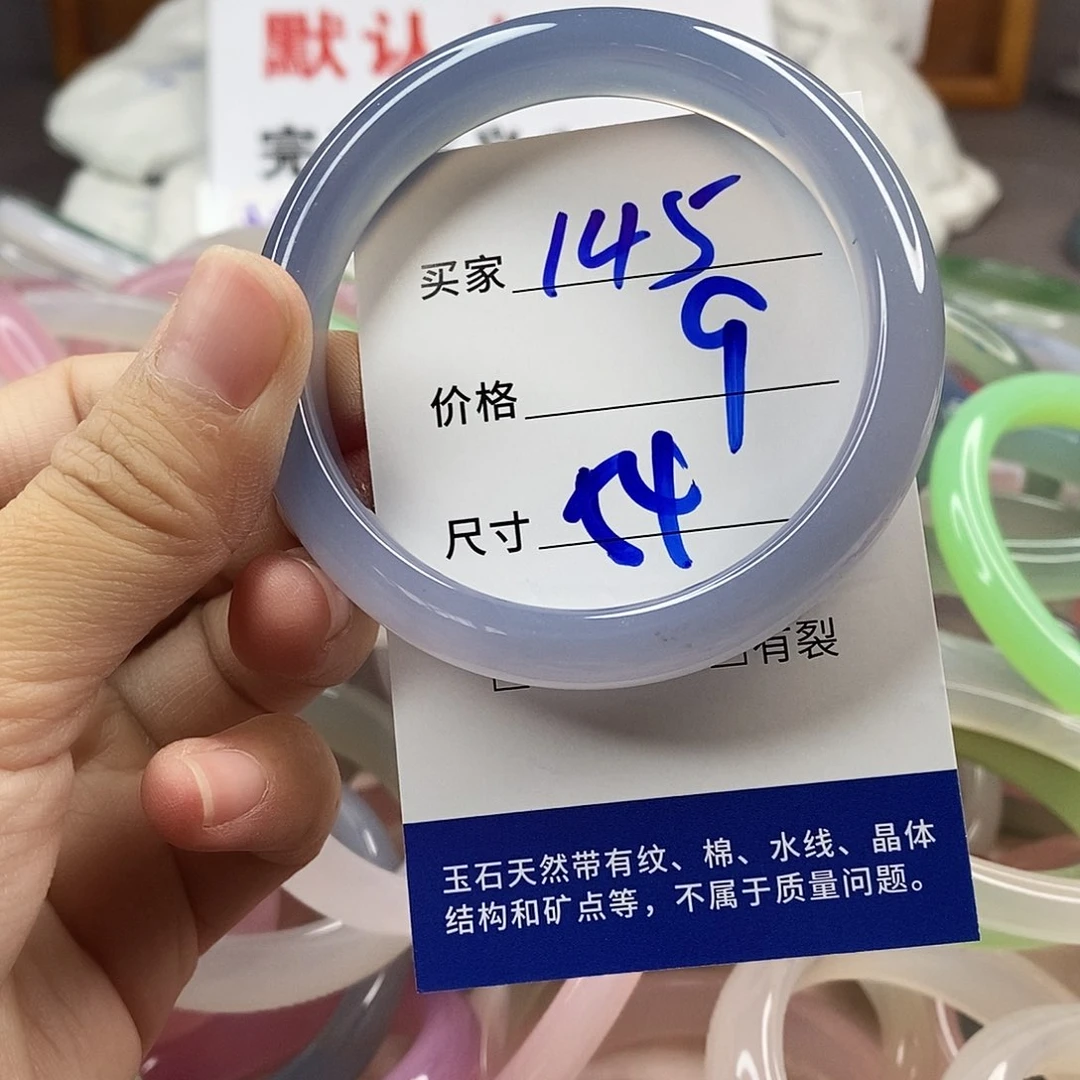 默认
完
买家 145
价格 9
尺寸 54
有裂
玉石天然带有纹、棉、水线、晶体
结构和矿点等，不属于质量问题。